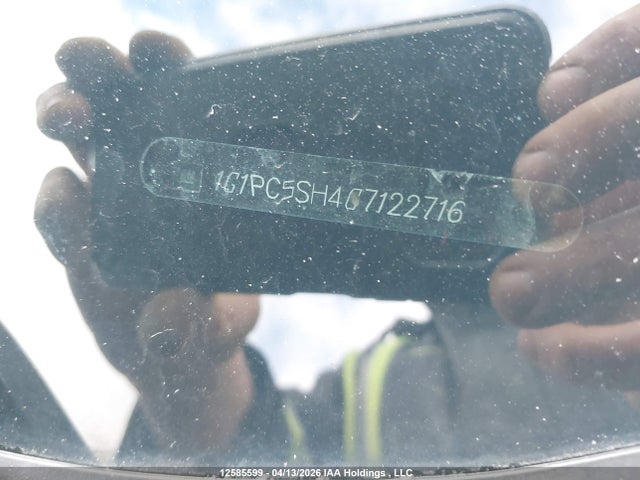 1G1PC5SH4G7122716
12585599 - 04/13/2026 IAA Holdings , LLC